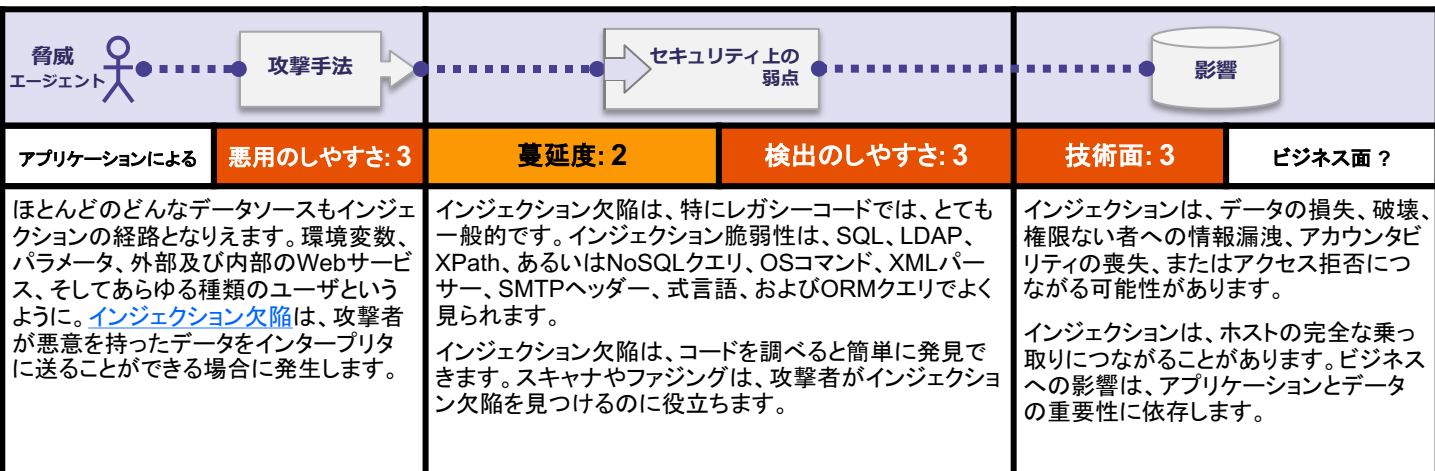 脅威
エージェント
攻撃手法
セキュリティ上の
弱点
影響
アプリケーションによる
悪用のしやすさ: 3
蔓延度: 2
検出のしやすさ: 3
技術面: 3
ビジネス面 ?
ほとんどのどんなデータソースもインジェ
クションの経路となりえます。環境変数、
パラメータ、外部及び内部のWebサービ
ス、そしてあらゆる種類のユーザという
ように。インジェクション欠陥は、攻撃者
が悪意を持ったデータをインタープリタ
に送ることができる場合に発生します。
インジェクション欠陥は、特にレガシーコードでは、とても
一般的です。インジェクション脆弱性は、SQL、LDAP、
XPath、あるいはNoSQLクエリ、OSコマンド、XMLパー
サー、SMTPヘッダー、式言語、およびORMクエリでよく
見られます。
インジェクション欠陥は、コードを調べると簡単に発見で
きます。スキャナやファジングは、攻撃者がインジェクショ
ン欠陥を見つけるのに役立ちます。
インジェクションは、データの損失、破壊、
権限ない者への情報漏洩、アカウンタビ
リティの喪失、またはアクセス拒否につ
ながる可能性があります。
インジェクションは、ホストの完全な乗っ
取りにつながることがあります。ビジネス
への影響は、アプリケーションとデータ
の重要性に依存します。